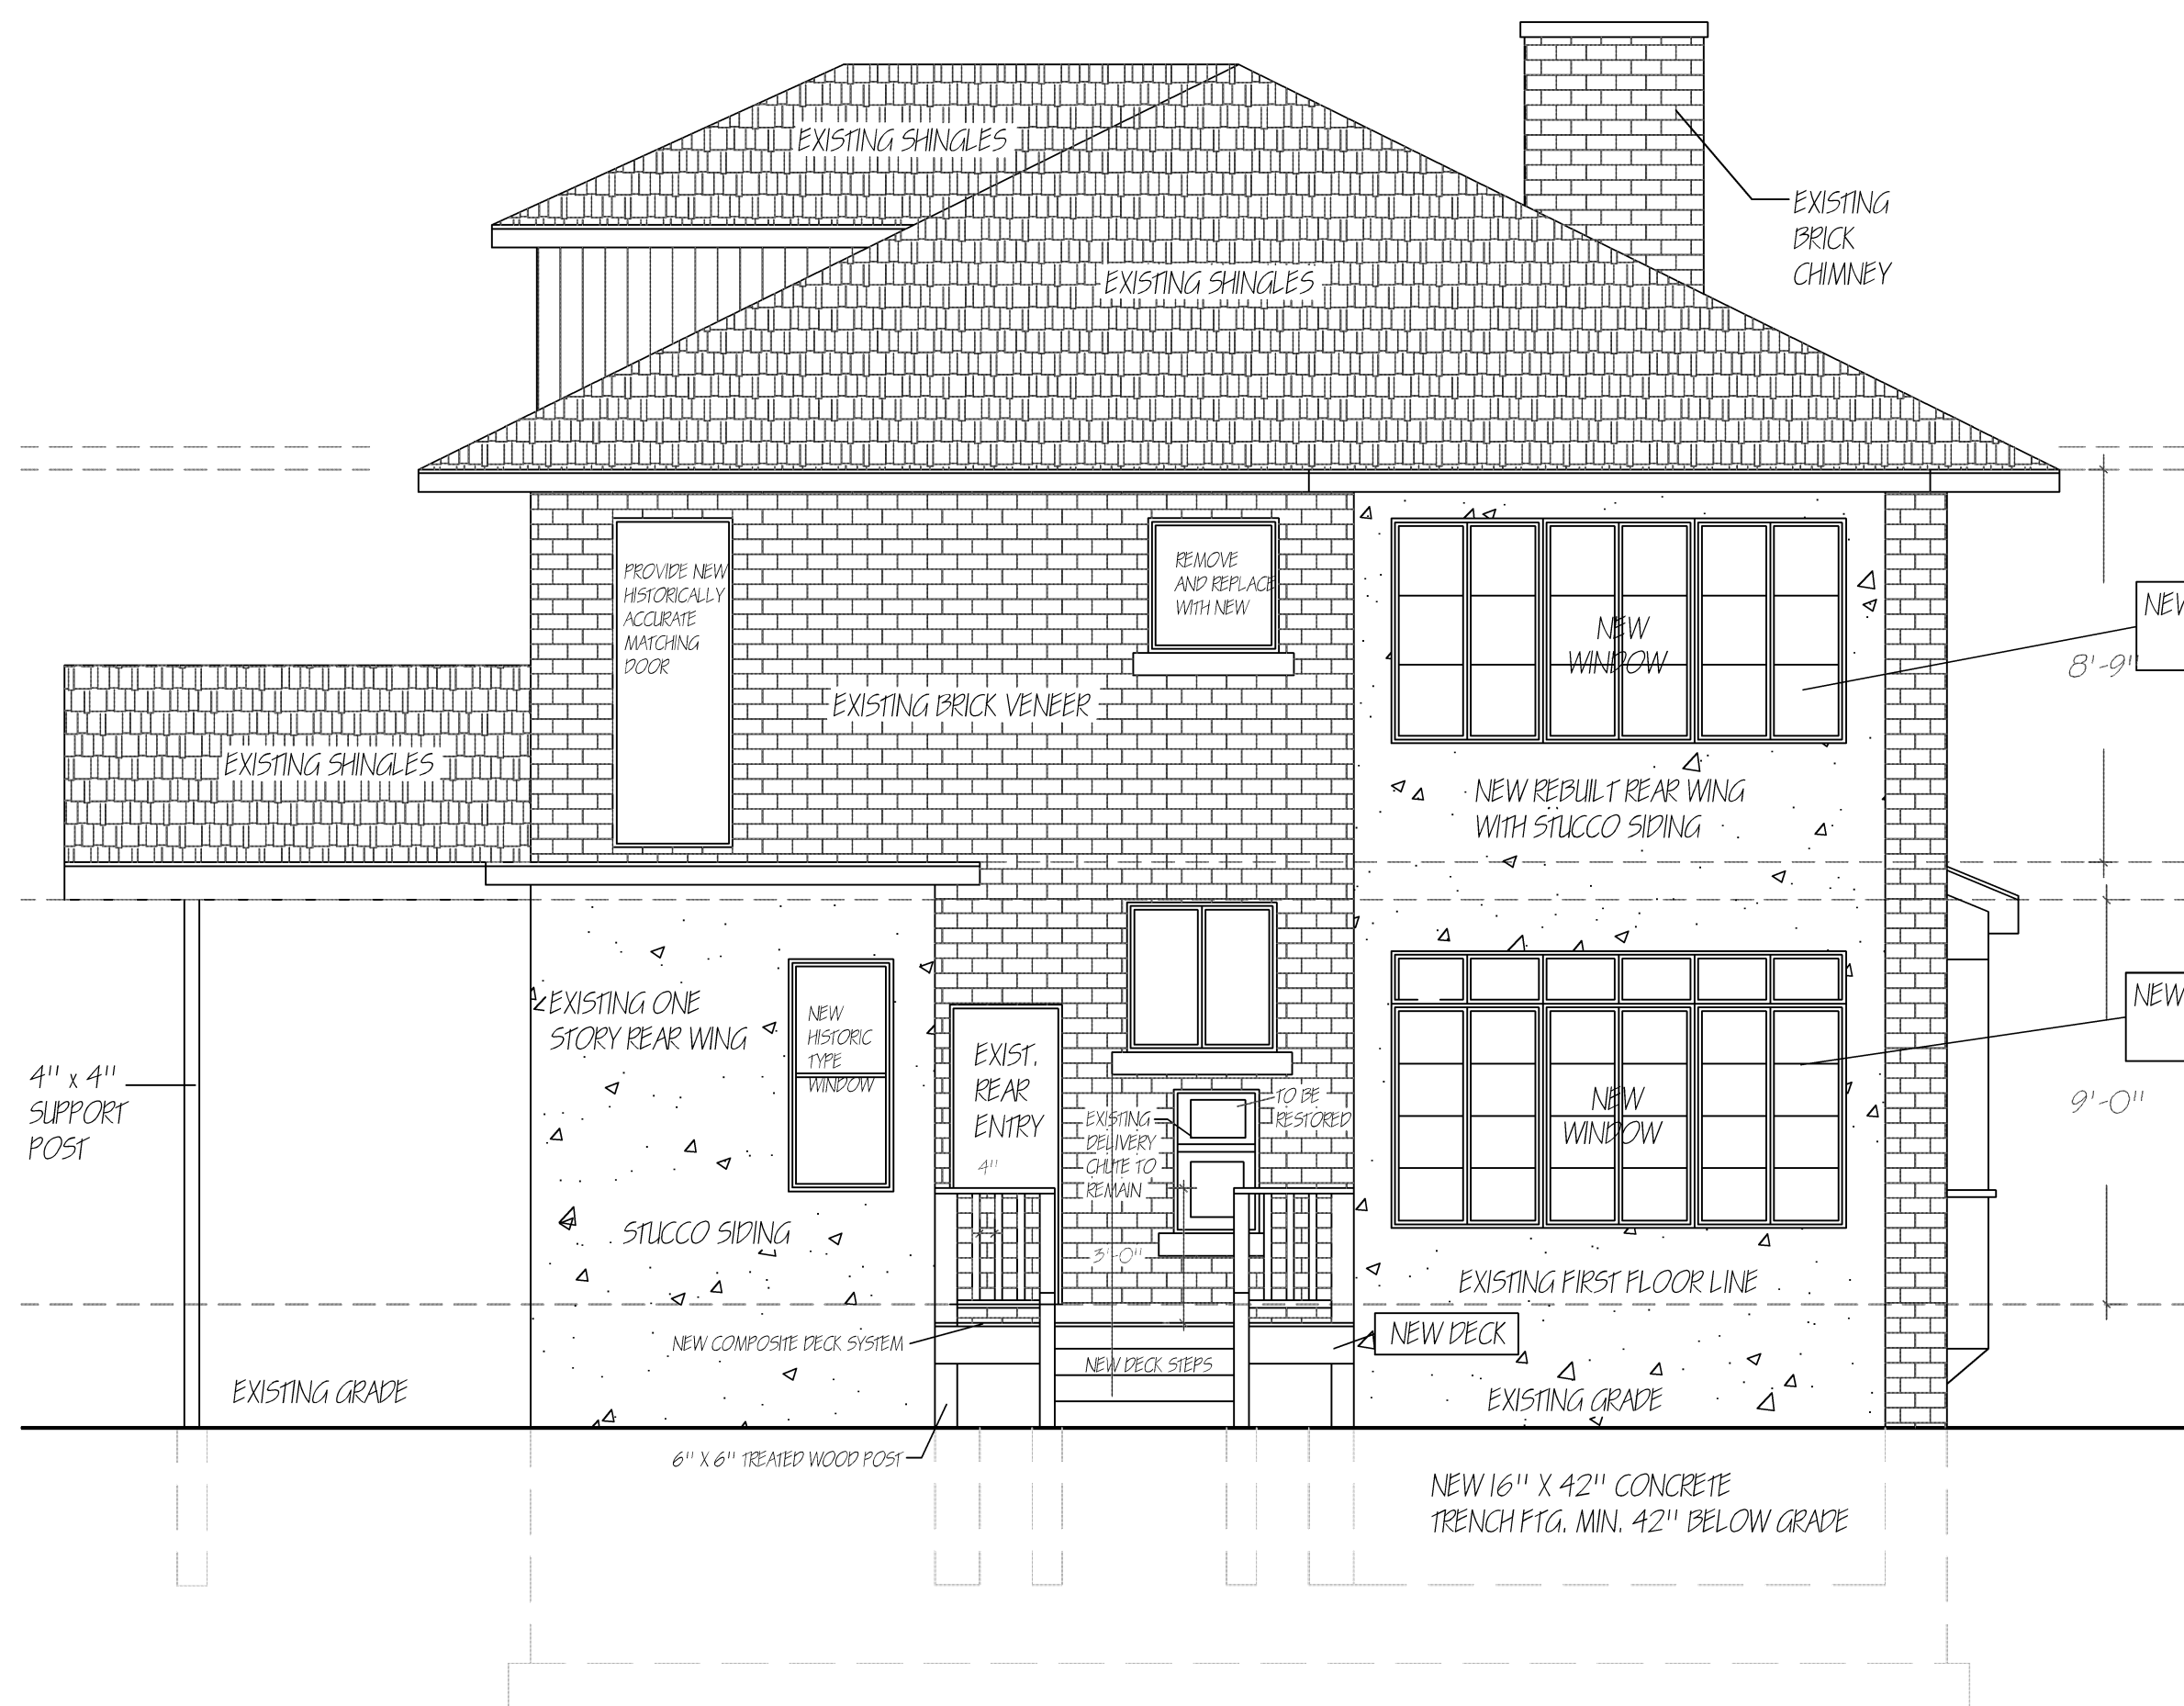 EXISTING SHINGLES
EXISTING
BRICK
CHIMNEY
EXISTING SHINGLES
PROVIDE NEW
HISTORICALLY
ACCURATE
MATCHING
DOOR
REMOVE
AND REPLACE
WITH NEW
NEW
WINDOW
NEW
8'-9"
EXISTING BRICK VENEER
EXISTING SHINGLES
NEW REBUILT REAR WING
WITH STUCCO SIDING
EXISTING ONE
STORY REAR WING
NEW
HISTORIC
TYPE
WINDOW
EXIST.
REAR
ENTRY
4"
NEW
4" x 4"
SUPPORT
POST
EXISTING
DELIVERY
CHUTE TO
REMAIN
TO BE
RESTORED
NEW
WINDOW
9'-0"
STUCCO SIDING
3'-0"
EXISTING FIRST FLOOR LINE
NEW COMPOSITE DECK SYSTEM
NEW DECK
NEW DECK STEPS
EXISTING GRADE
EXISTING GRADE
6" X 6" TREATED WOOD POST
NEW 16" X 42" CONCRETE
TRENCH FTG. MIN. 42" BELOW GRADE